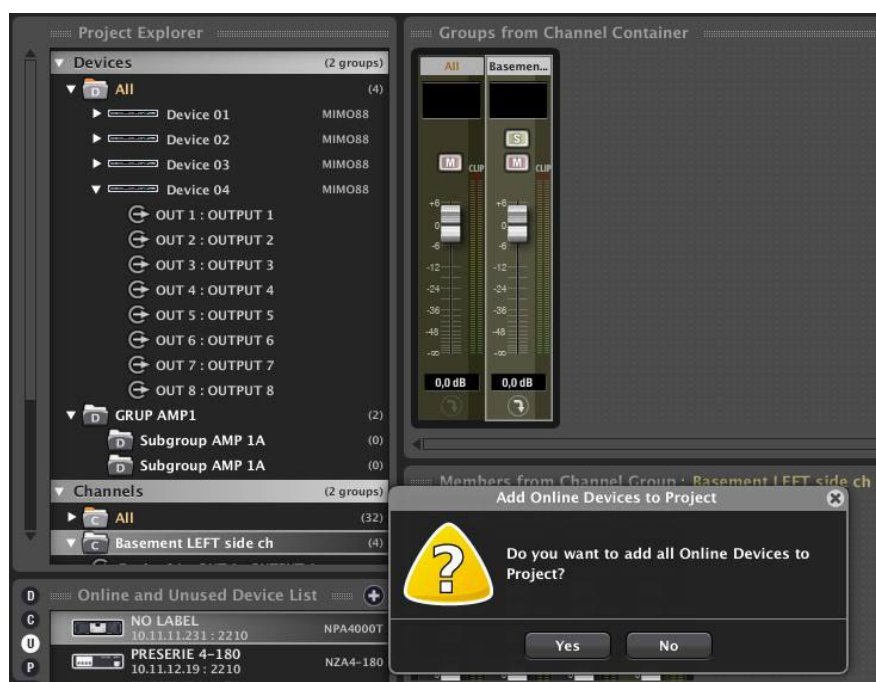 Project Explorer
Devices (2 groups)
D All (4)
Device 01 MIMO88
Device 02 MIMO88
Device 03 MIMO88
Device 04 MIMO88
OUT 1 : OUTPUT 1
OUT 2 : OUTPUT 2
OUT 3 : OUTPUT 3
OUT 4 : OUTPUT 4
OUT 5 : OUTPUT 5
OUT 6 : OUTPUT 6
OUT 7 : OUTPUT 7
OUT 8 : OUTPUT 8
D GRUP AMP1 (2)
D Subgroup AMP 1A (0)
D Subgroup AMP 1A (0)
Channels (2 groups)
C All (32)
C Basement LEFT side ch (4)
D
C
U
P
Online and Unused Device List
NO LABEL NPA4000T
10.11.11.231 : 2210
PRESERIE 4-180 NZA4-180
10.11.12.19 : 2210
Groups from Channel Container
All Basemen...
S
M CLIP M CLIP
+6 +6
0 0
-6 -6
-12 -12
-24 -24
-36 -36
-48 -48
-∞ -∞
0,0 dB 0,0 dB
Members from Channel Group : Basement LEFT side ch
Add Online Devices to Project
Do you want to add all Online Devices to
Project?
Yes No